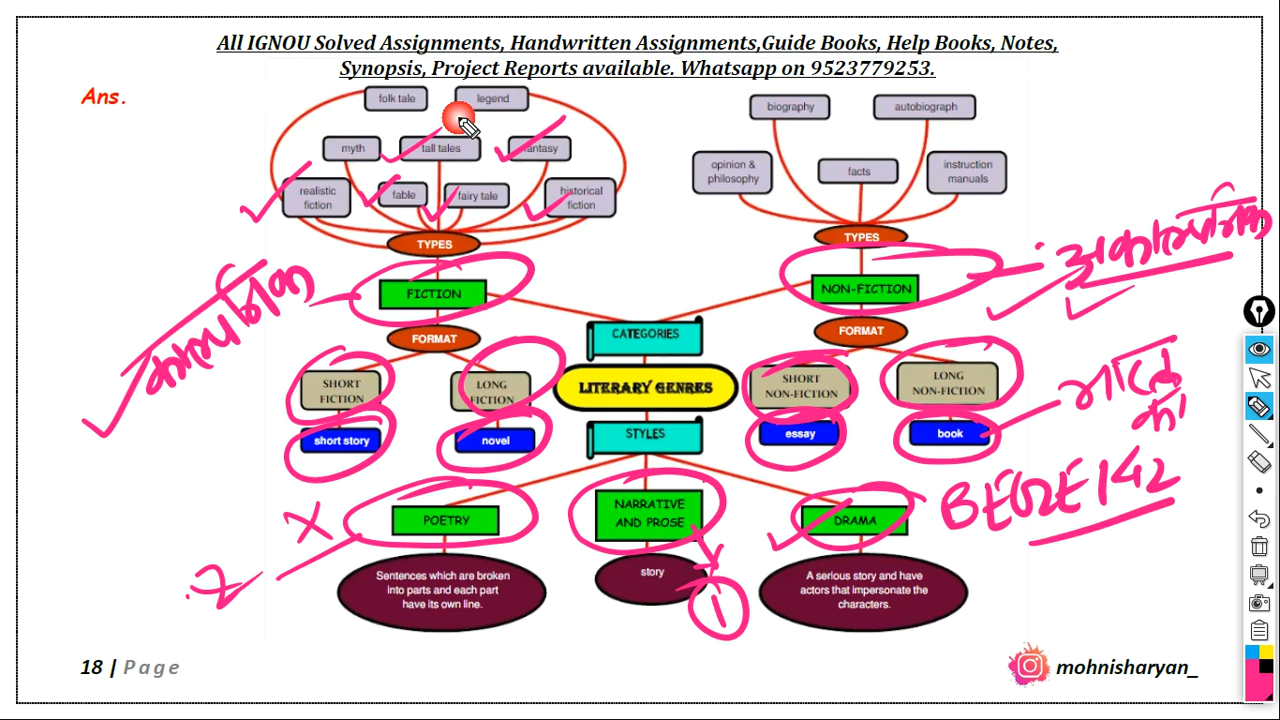 All IGNOU Solved Assignments, Handwritten Assignments,Guide Books, Help Books, Notes,
Synopsis, Project Reports available. Whatsapp on 9523779253.
Ans.
folk tale
legend
myth
tall tales
fantasy
realistic
fiction
fable
fairy tale
historical
fiction
TYPES
FICTION
FORMAT
SHORT
FICTION
LONG
FICTION
short story
novel
biography
autobiograph
opinion &
philosophy
facts
instruction
manuals
TYPES
NON-FICTION
FORMAT
SHORT
NON-FICTION
LONG
NON-FICTION
essay
book
CATEGORIES
LITERARY GENRES
STYLES
POETRY
NARRATIVE
AND PROSE
DRAMA
Sentences which are broken
into parts and each part
have its own line.
story
A serious story and have
actors that impersonate the
characters.
X
2
1
18 | Page
mohnisharyan_